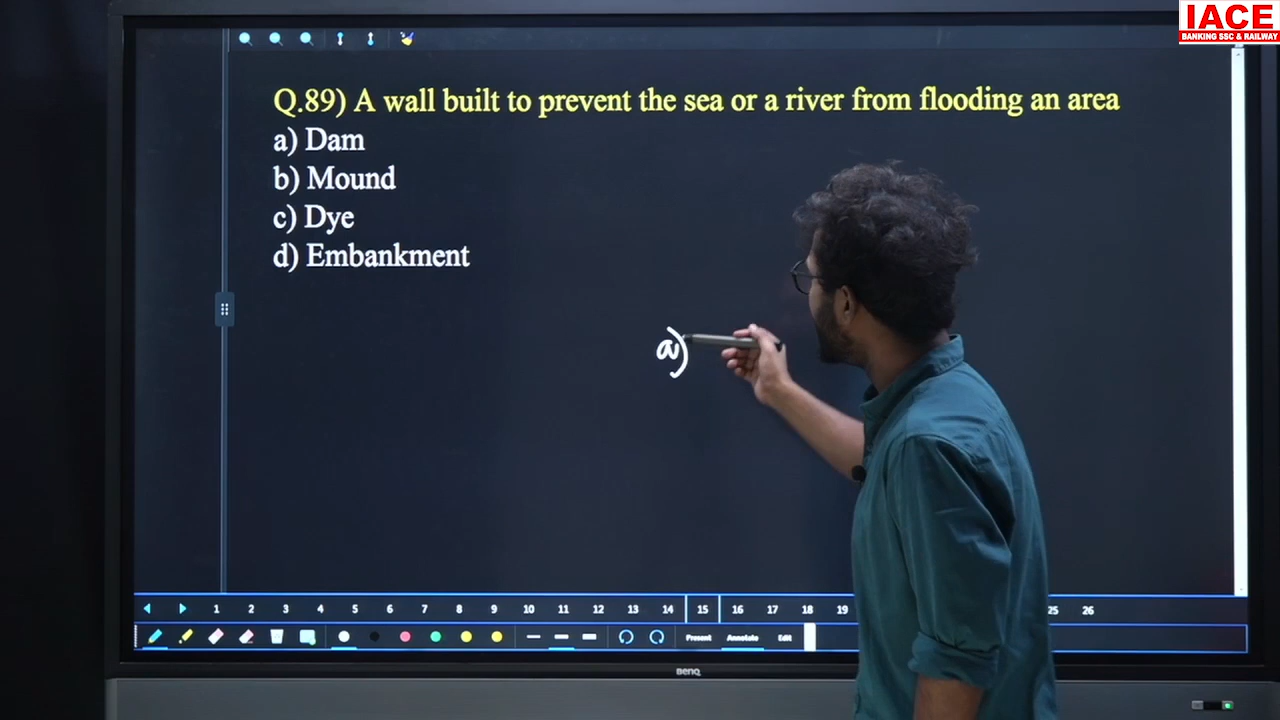 IACE
BANKING SSC & RAILWAY
Q.89) A wall built to prevent the sea or a river from flooding an area
a) Dam
b) Mound
c) Dye
d) Embankment
a)
1 2 3 4 5 6 7 8 9 10 11 12 13 14 15 16 17 18 19 25 26
Present Annotate Edit
BenQ